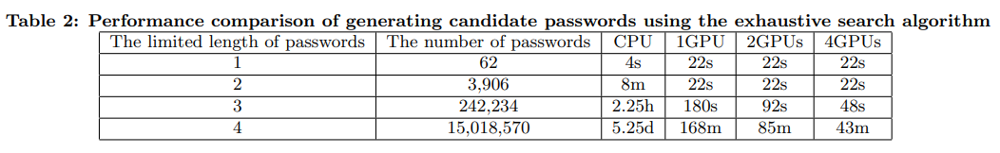 Table 2: Performance comparison of generating candidate passwords using the exhaustive search algorithm
The limited length of passwords The number of passwords CPU 1GPU 2GPUs 4GPUs
1 62 4s 22s 22s 22s
2 3,906 8m 22s 22s 22s
3 242,234 2.25h 180s 92s 48s
4 15,018,570 5.25d 168m 85m 43m